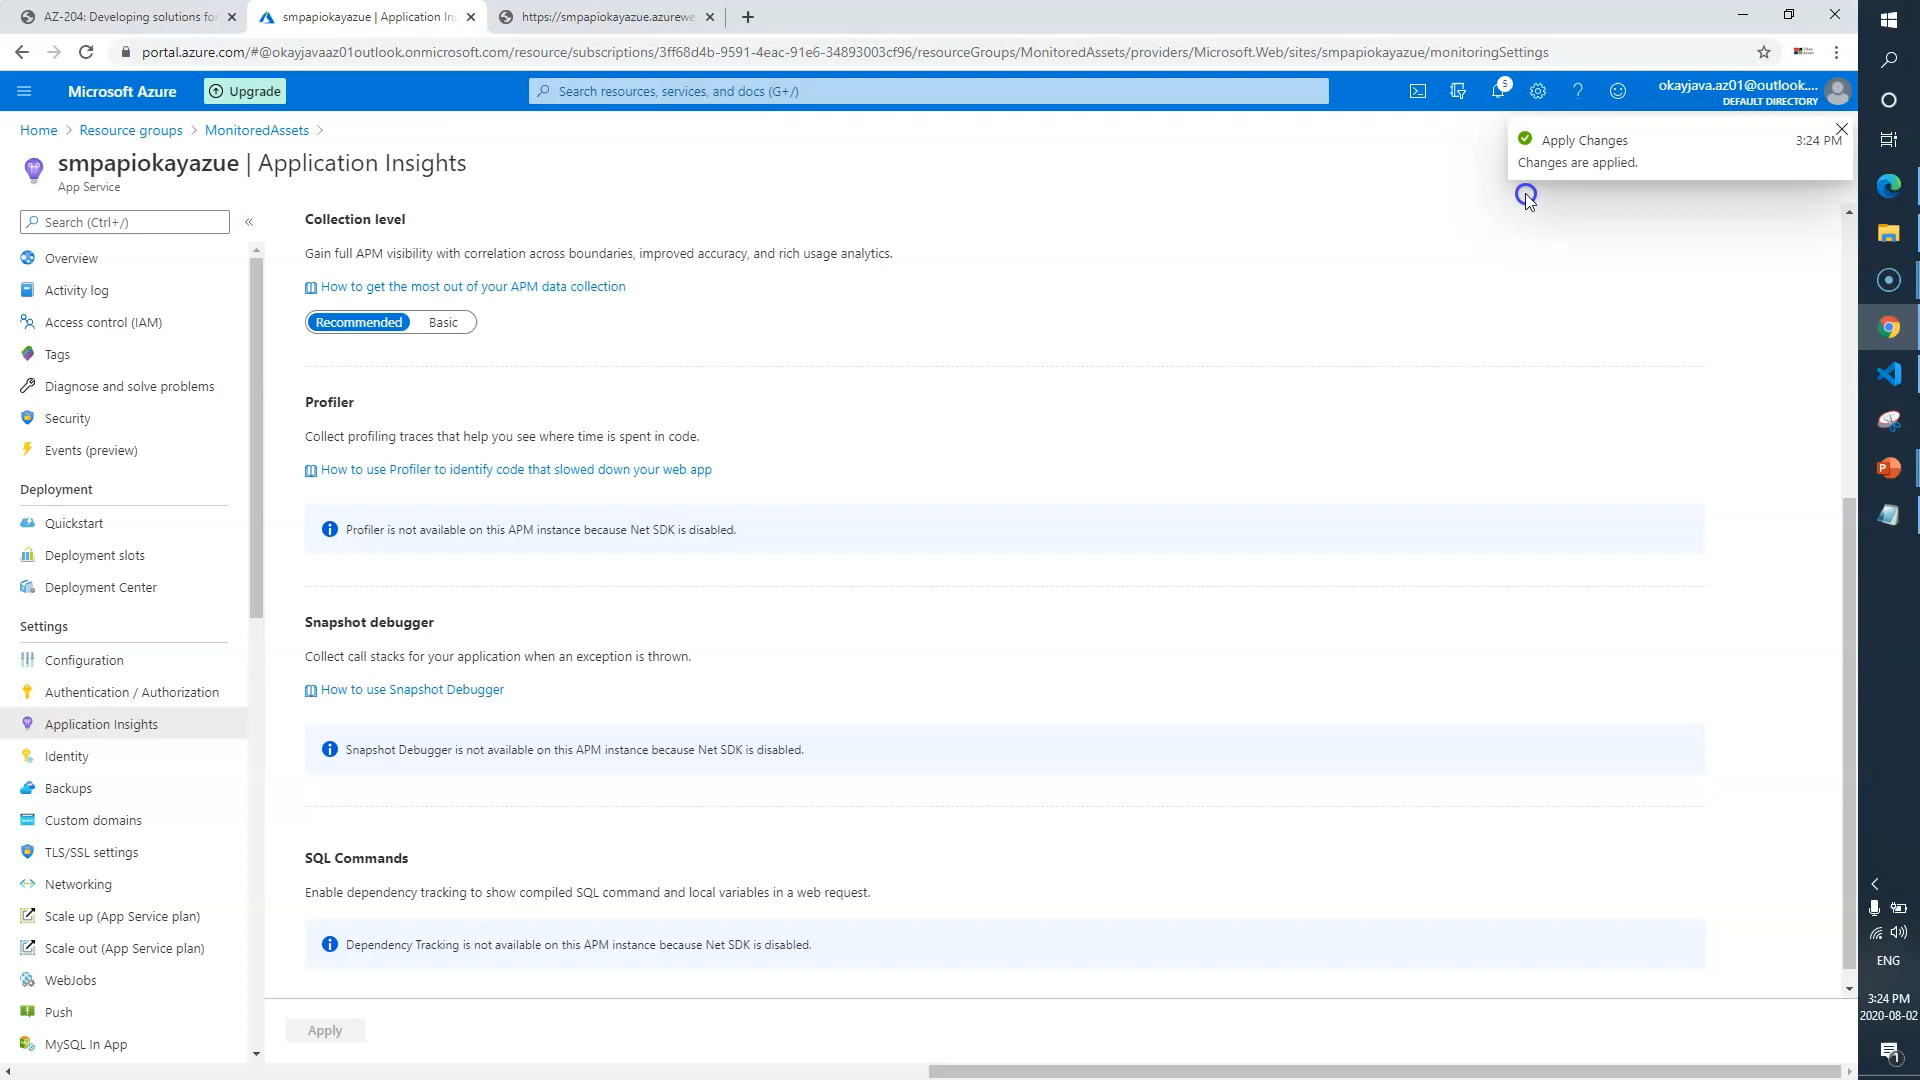 AZ-204: Developing solutions for
smpapiokayazue | Application In
https://smpapiokayazue.azurewe
portal.azure.com/#@okayjavaaz01outlook.onmicrosoft.com/resource/subscriptions/3ff68d4b-9591-4eac-91e6-34893003cf96/resourceGroups/MonitoredAssets/providers/Microsoft.Web/sites/smpapiokayazue/monitoringSettings
Microsoft Azure
Upgrade
Search resources, services, and docs (G+/)
5
okayjava.az01@outlook....
DEFAULT DIRECTORY
Home > Resource groups > MonitoredAssets >
Apply Changes
3:24 PM
Changes are applied.
smpapiokayazue | Application Insights
App Service
Search (Ctrl+/)
Overview
Activity log
Access control (IAM)
Tags
Diagnose and solve problems
Security
Events (preview)
Deployment
Quickstart
Deployment slots
Deployment Center
Settings
Configuration
Authentication / Authorization
Application Insights
Identity
Backups
Custom domains
TLS/SSL settings
Networking
Scale up (App Service plan)
Scale out (App Service plan)
WebJobs
Push
MySQL In App
Collection level
Gain full APM visibility with correlation across boundaries, improved accuracy, and rich usage analytics.
How to get the most out of your APM data collection
Recommended
Basic
Profiler
Collect profiling traces that help you see where time is spent in code.
How to use Profiler to identify code that slowed down your web app
Profiler is not available on this APM instance because Net SDK is disabled.
Snapshot debugger
Collect call stacks for your application when an exception is thrown.
How to use Snapshot Debugger
Snapshot Debugger is not available on this APM instance because Net SDK is disabled.
SQL Commands
Enable dependency tracking to show compiled SQL command and local variables in a web request.
Dependency Tracking is not available on this APM instance because Net SDK is disabled.
Apply
ENG
3:24 PM
2020-08-02
1